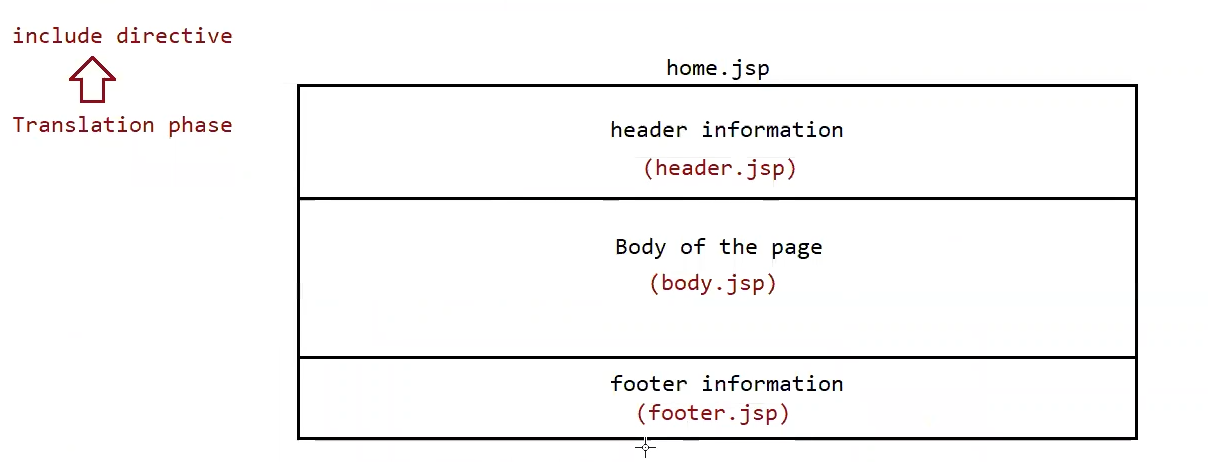 include directive
Translation phase
home.jsp
header information
(header.jsp)
Body of the page
(body.jsp)
footer information
(footer.jsp)